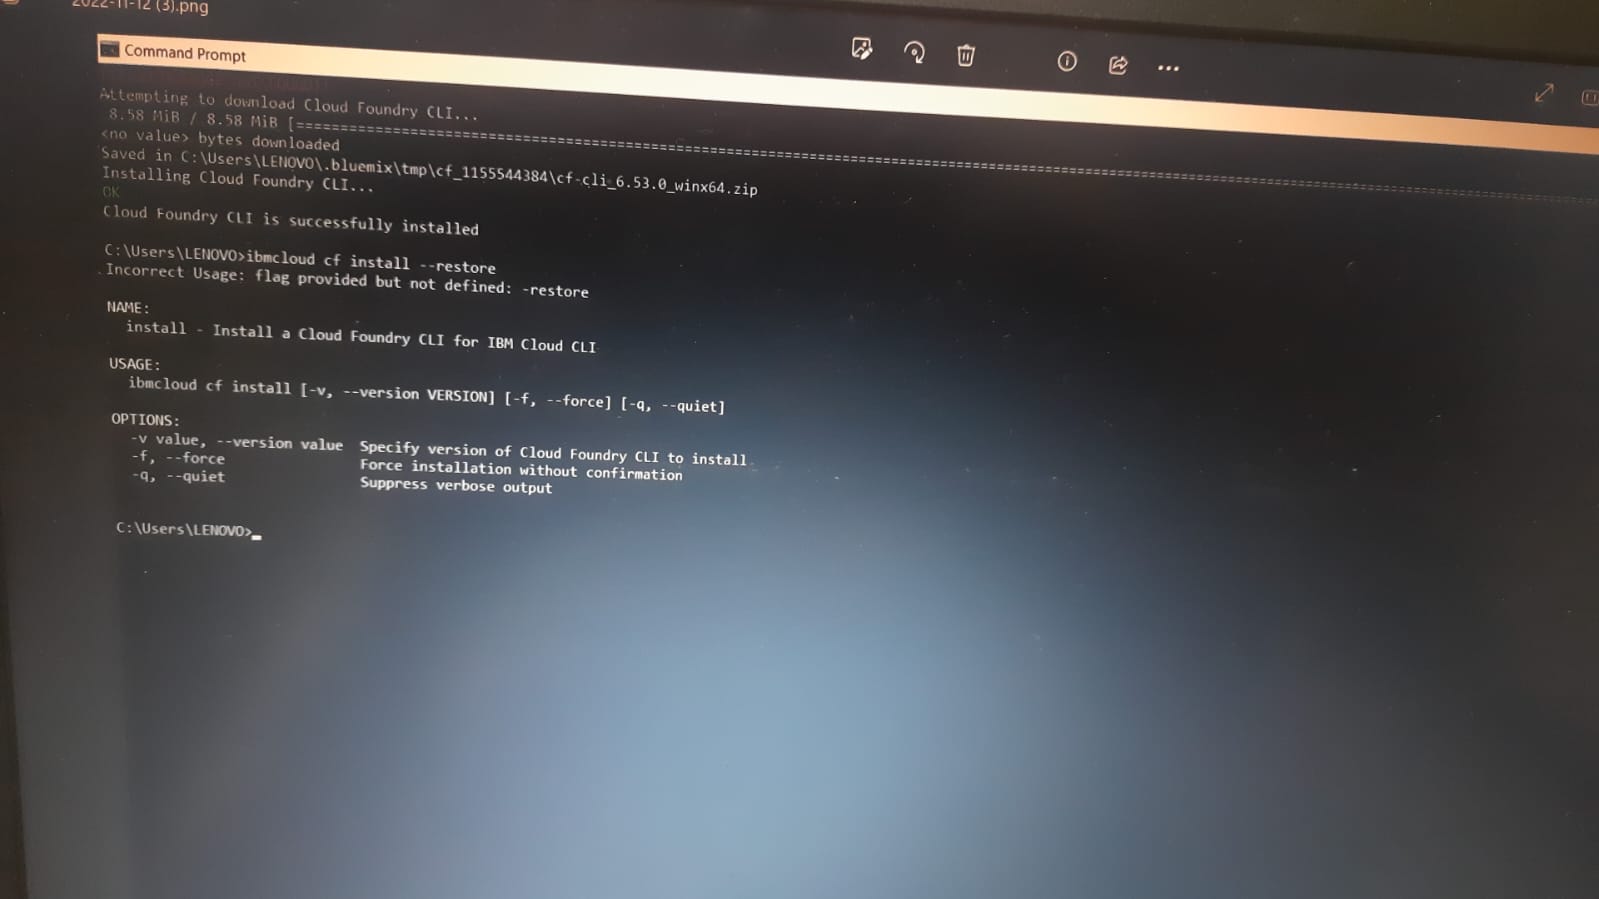 2022-11-12 (3).png
Command Prompt
Attempting to download Cloud Foundry CLI...
8.58 MiB / 8.58 MiB [====================================================================================================
<no value> bytes downloaded
Saved in C:\Users\LENOVO\.bluemix\tmp\cf_1155544384\cf-cli_6.53.0_winx64.zip
Installing Cloud Foundry CLI...
OK
Cloud Foundry CLI is successfully installed
C:\Users\LENOVO>ibmcloud cf install --restore
Incorrect Usage: flag provided but not defined: -restore
NAME:
install - Install a Cloud Foundry CLI for IBM Cloud CLI
USAGE:
ibmcloud cf install [-v, --version VERSION] [-f, --force] [-q, --quiet]
OPTIONS:
-v value, --version value  Specify version of Cloud Foundry CLI to install
-f, --force  Force installation without confirmation
-q, --quiet  Suppress verbose output
C:\Users\LENOVO>_